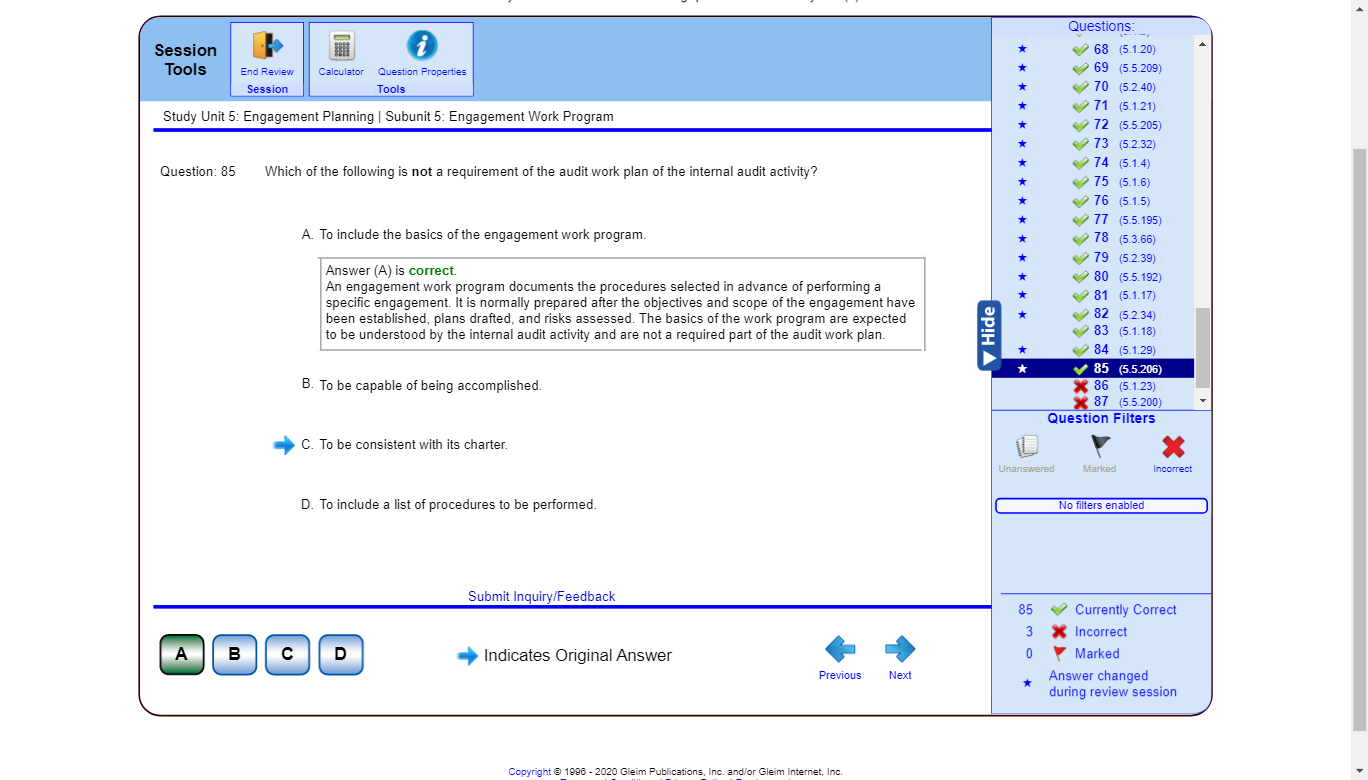 Session
Tools
End Review
Session
Calculator
Question Properties
Tools
Study Unit 5: Engagement Planning | Subunit 5: Engagement Work Program
Question: 85
Which of the following is not a requirement of the audit work plan of the internal audit activity?
A. To include the basics of the engagement work program.
Answer (A) is correct.
An engagement work program documents the procedures selected in advance of performing a
specific engagement. It is normally prepared after the objectives and scope of the engagement have
been established, plans drafted, and risks assessed. The basics of the work program are expected
to be understood by the internal audit activity and are not a required part of the audit work plan.
B. To be capable of being accomplished.
C. To be consistent with its charter.
D. To include a list of procedures to be performed.
Submit Inquiry/Feedback
A B C D
Indicates Original Answer
Previous
Next
Questions:
68 (5.1.20)
69 (5.5.209)
70 (5.2.40)
71 (5.1.21)
72 (5.5.205)
73 (5.2.32)
74 (5.1.4)
75 (5.1.6)
76 (5.1.5)
77 (5.5.195)
78 (5.3.66)
79 (5.2.39)
80 (5.5.192)
81 (5.1.17)
82 (5.2.34)
83 (5.1.18)
84 (5.1.29)
85 (5.5.206)
86 (5.1.23)
87 (5.5.200)
Hide
Question Filters
Unanswered
Marked
Incorrect
No filters enabled
85 Currently Correct
3 Incorrect
0 Marked
Answer changed
during review session
Copyright © 1996 - 2020 Gleim Publications, Inc. and/or Gleim Internet, Inc.